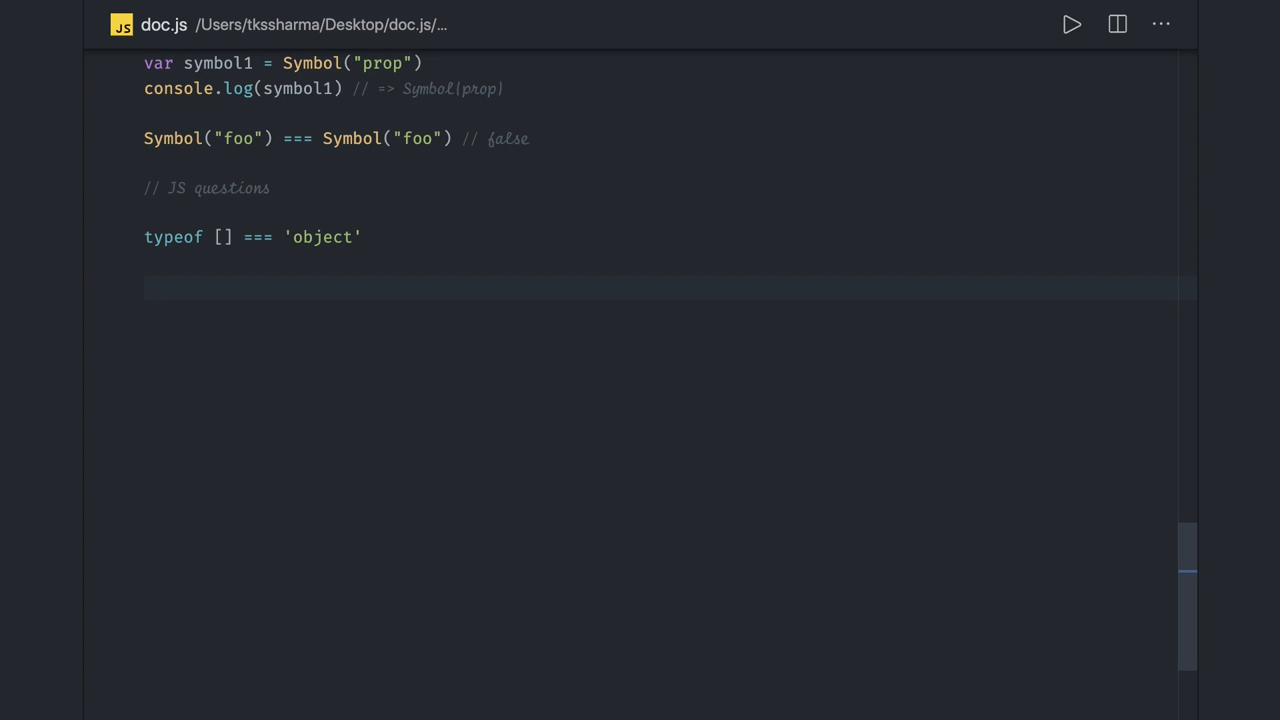 JS doc.js /Users/tkssharma/Desktop/doc.js/...
var symbol1 = Symbol("prop")
console.log(symbol1) // => Symbol(prop)
Symbol("foo") === Symbol("foo") // false
// JS questions
typeof [] === 'object'